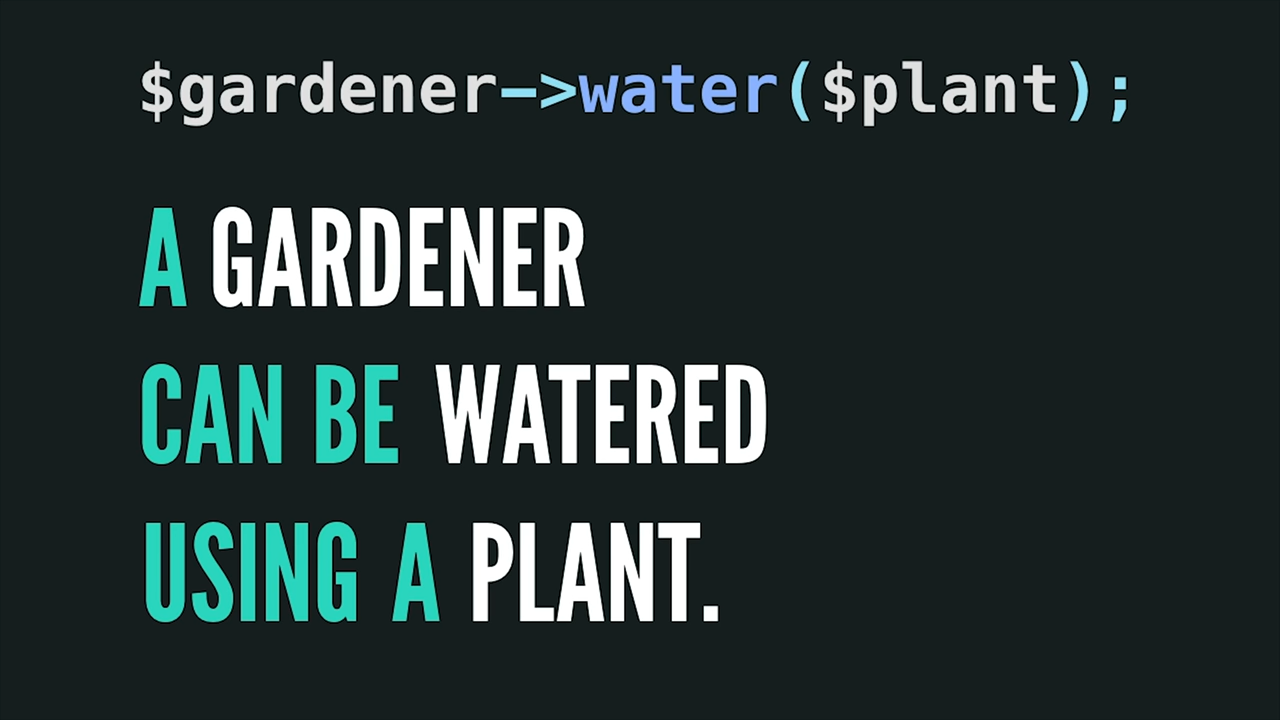 $gardener->water($plant);
A GARDENER
CAN BE WATERED
USING A PLANT.